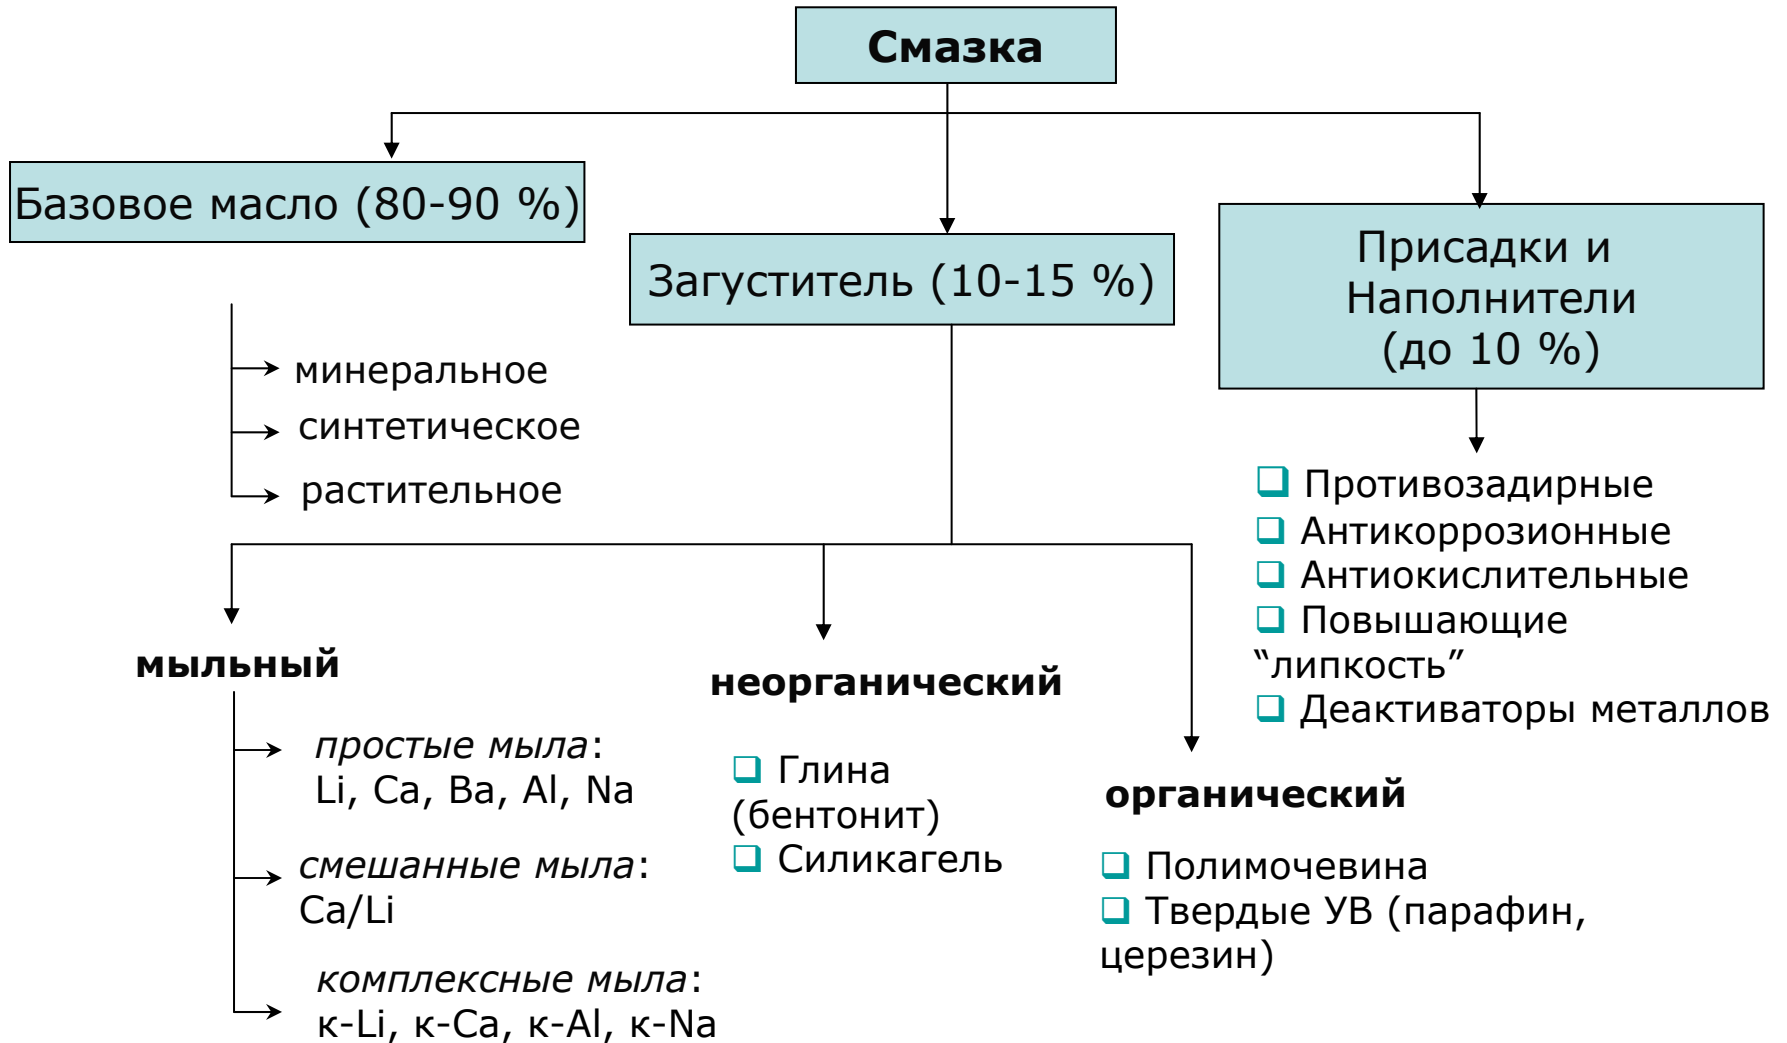 Смазка
Базовое масло (80-90 %)
минеральное
синтетическое
растительное
Загуститель (10-15 %)
мыльный
простые мыла:
Li, Ca, Ba, Al, Na
смешанные мыла:
Ca/Li
комплексные мыла:
к-Li, к-Ca, к-Al, к-Na
неорганический
Глина
(бентонит)
Силикагель
органический
Полимочевина
Твердые УВ (парафин,
церезин)
Присадки и
Наполнители
(до 10 %)
Противозадирные
Антикоррозионные
Антиокислительные
Повышающие
“липкость”
Деактиваторы металлов